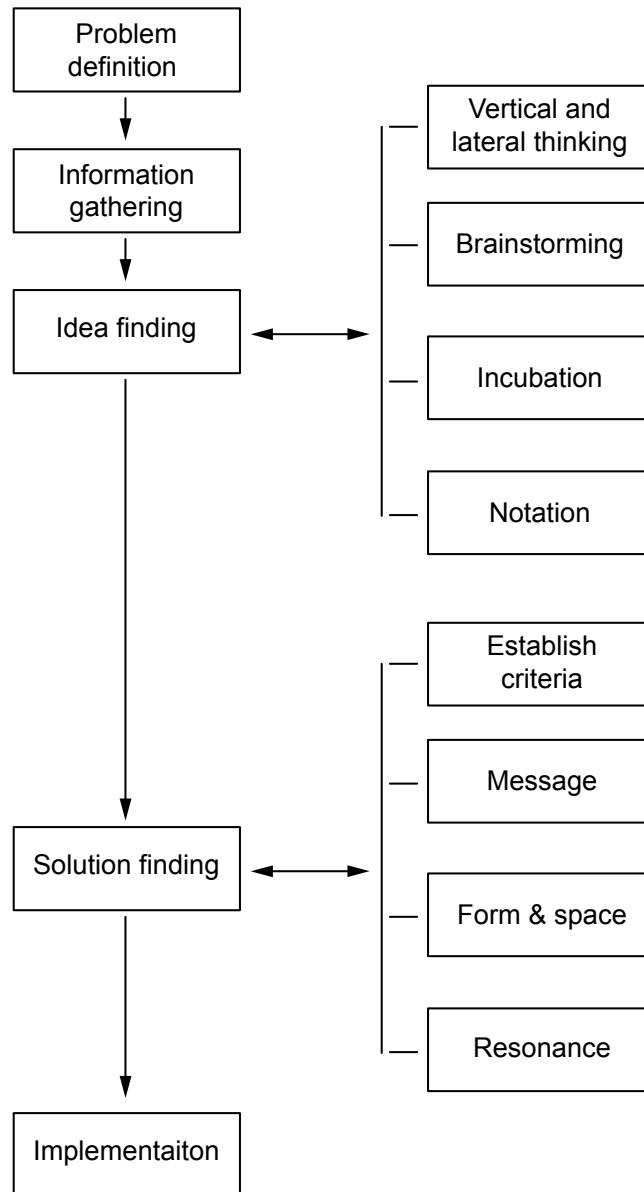 Problem
definition
Information
gathering
Idea finding
Vertical and
lateral thinking
Brainstorming
Incubation
Notation
Solution finding
Establish
criteria
Message
Form & space
Resonance
Implementaiton